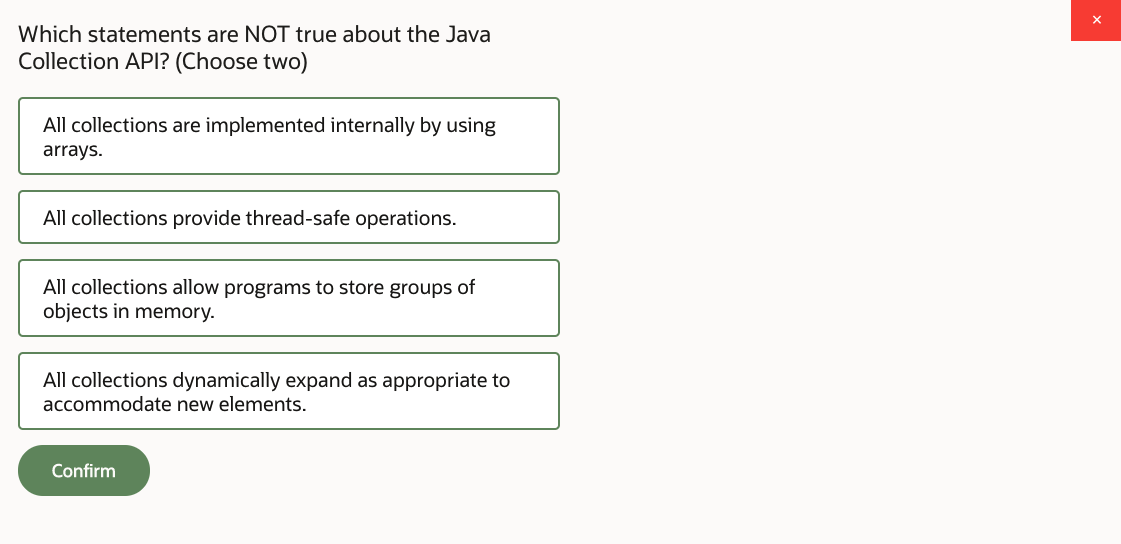 Which statements are NOT true about the Java
Collection API? (Choose two)
×
All collections are implemented internally by using
arrays.
All collections provide thread-safe operations.
All collections allow programs to store groups of
objects in memory.
All collections dynamically expand as appropriate to
accommodate new elements.
Confirm